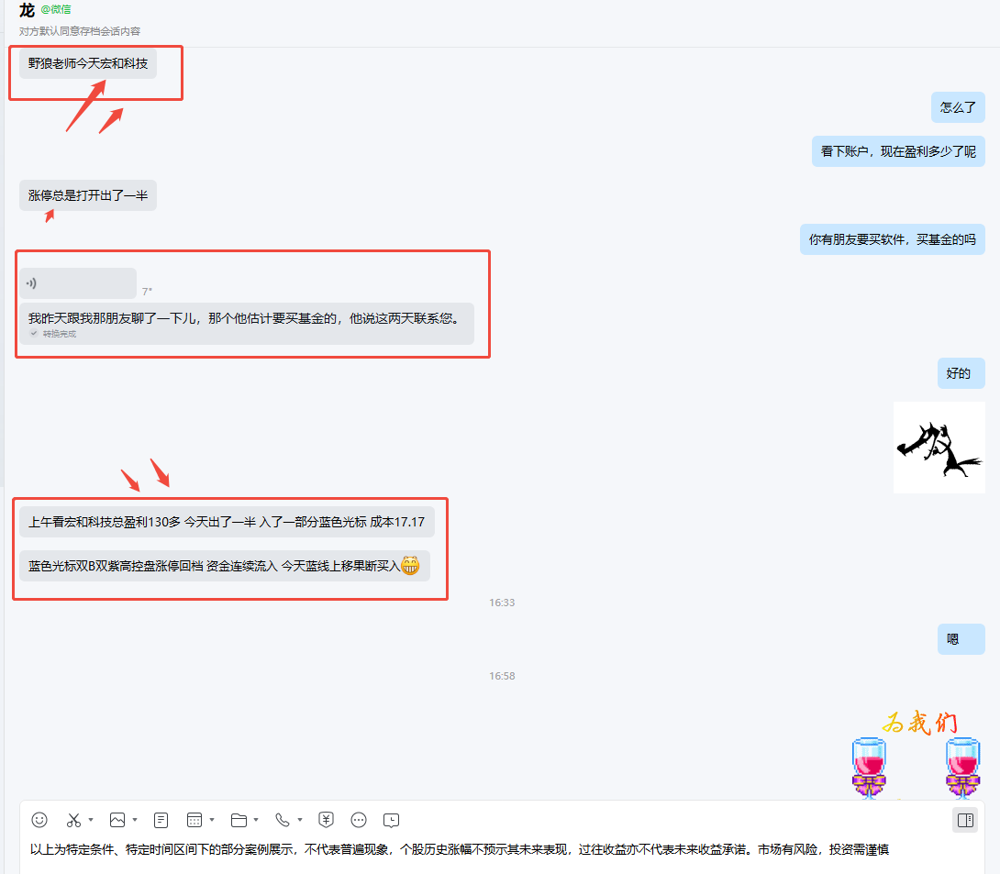 龙 @微信
对方默认同意存档会话内容
野狼老师今天宏和科技
怎么了
看下账户，现在盈利多少了呢
涨停总是打开出了一半
你有朋友要买软件，买基金的吗
7"
我昨天跟我那朋友聊了一下儿，那个他估计要买基金的，他说这两天联系您。
转换完成
好的
上午看宏和科技总盈利130多 今天出了一半 入了一部分蓝色光标 成本17.17
蓝色光标双B双紫高控盘涨停回档 资金连续流入 今天蓝线上移果断买入
16:33
嗯
16:58
为我们
以上为特定条件、特定时间区间下的部分案例展示，不代表普遍现象，个股历史涨幅不预示其未来表现，过往收益亦不代表未来收益承诺。市场有风险，投资需谨慎